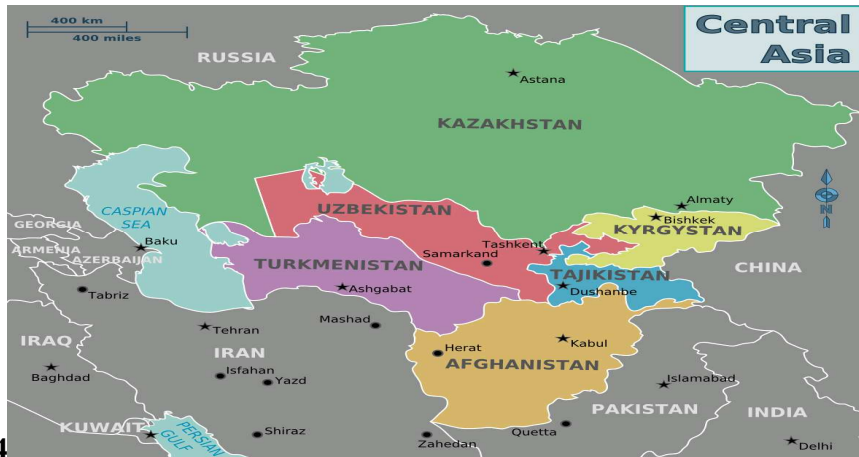 400 km
400 miles
Central
Asia
RUSSIA
Astana
KAZAKHSTAN
CASPIAN
SEA
UZBEKISTAN
Almaty
Bishkek
KYRGYSTAN
GEORGIA
ARMENIA
AZERBAIJAN
Baku
Tashkent
Samarkand
TURKMENISTAN
TAJIKISTAN
CHINA
N
Tabriz
Ashgabat
Dushanbe
Tehran
Mashad
IRAQ
IRAN
Herat
Kabul
AFGHANISTAN
Baghdad
Isfahan
Yazd
Islamabad
PAKISTAN
INDIA
KUWAIT
PERSIAN
GULF
Shiraz
Zahedan
Quetta
Delhi
4